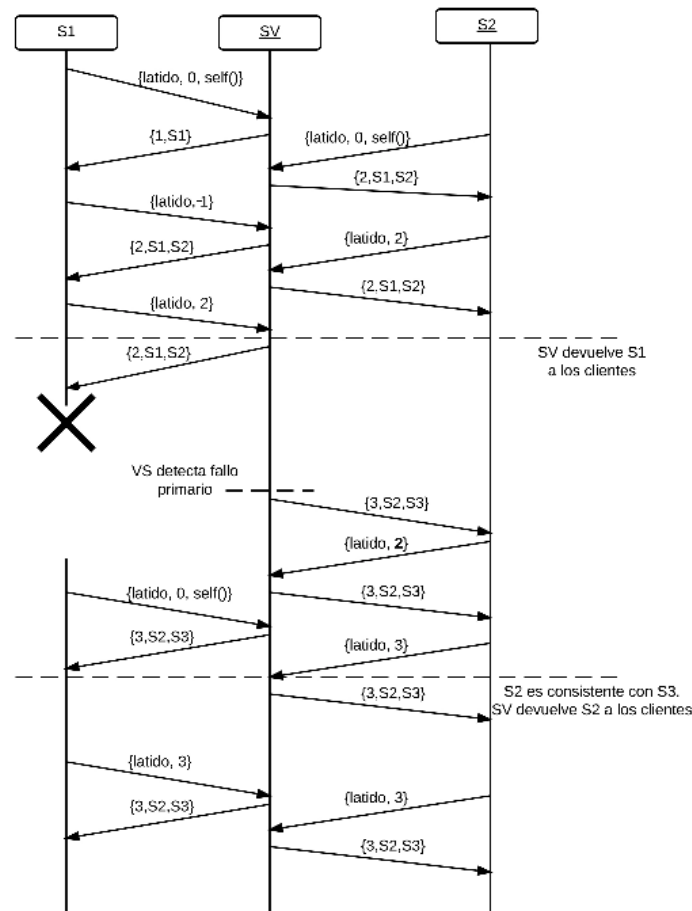 S1
SV
S2
{latido, 0, self()}
{1,S1}
{latido, 0, self()}
{2,S1,S2}
{latido,-1}
{latido, 2}
{2,S1,S2}
{2,S1,S2}
{latido, 2}
{2,S1,S2}
SV devuelve S1
a los clientes
VS detecta fallo
primario
{3,S2,S3}
{latido, 2}
{latido, 0, self()}
{3,S2,S3}
{3,S2,S3}
{latido, 3}
S2 es consistente con S3.
{3,S2,S3}
SV devuelve S2 a los clientes
{latido, 3}
{3,S2,S3}
{latido, 3}
{3,S2,S3}